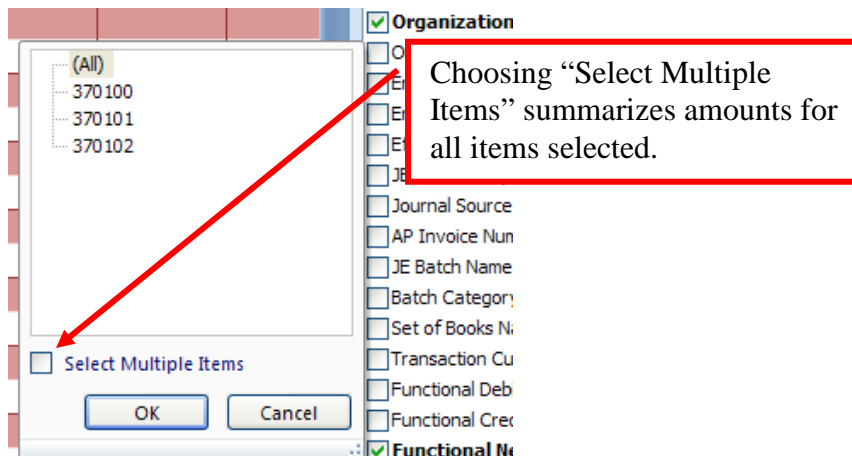 Organization
(All)
370100
370101
370102
Choosing “Select Multiple
Items” summarizes amounts for
all items selected.
Journal Source
AP Invoice Num
JE Batch Name
Batch Category
Set of Books Na
Transaction Cu
Functional Debi
Functional Cred
Functional Ne
Select Multiple Items
OK
Cancel